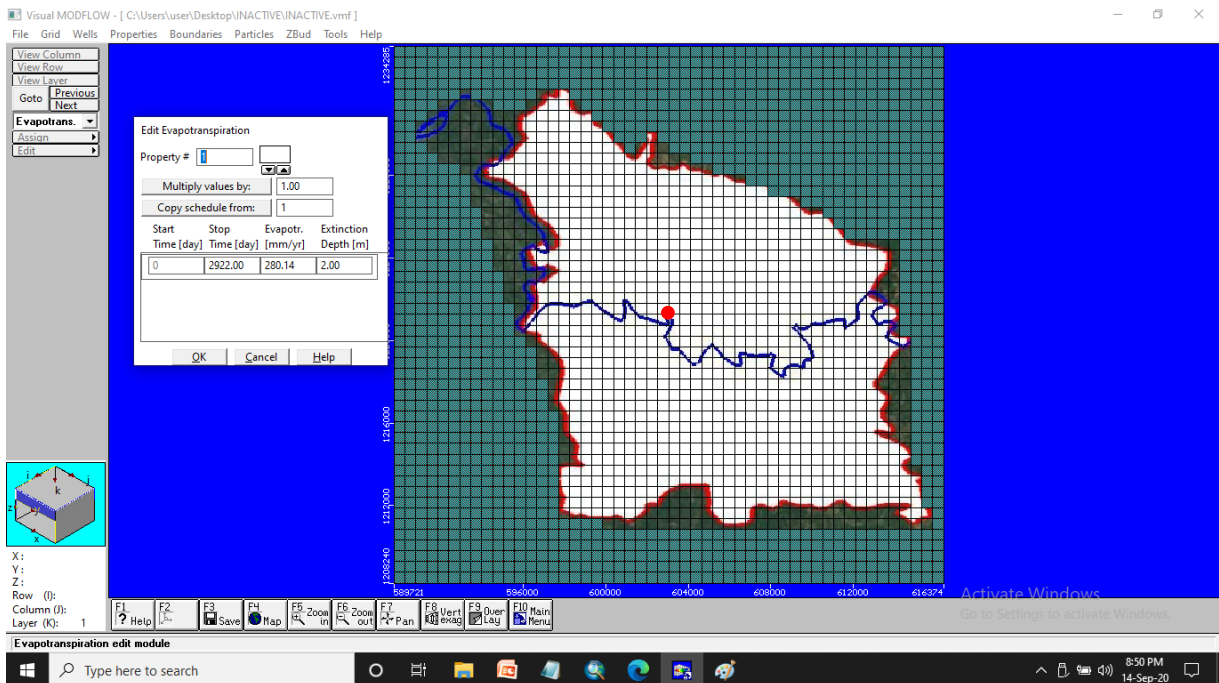 Visual MODFLOW - [ C:\Users\user\Desktop\INACTIVE\INACTIVE.vmf ]
File Grid Wells Properties Boundaries Particles ZBud Tools Help
View Column
View Row
View Layer
Goto Previous
Next
Evapotrans.
Assign
Edit
Edit Evapotranspiration
Property # 1
Multiply values by: 1.00
Copy schedule from: 1
Start Stop Evapotr. Extinction
Time [day] Time [day] [mm/yr] Depth [m]
0 2922.00 280.14 2.00
OK Cancel Help
1234285
1216000
1212000
1208240
589721 596000 600000 604000 608000 612000 616374
i j
k
z
y
x
X :
Y :
Z :
Row (I):
Column (J):
Layer (K): 1
F1 ? Help F2 F3 Save F4 Map F5 Zoom in F6 Zoom out F7 Pan F8 Vert exag F9 Over Lay F10 Main Menu
Activate Windows
Go to Settings to activate Windows.
Evapotranspiration edit module
Type here to search
8:50 PM
14-Sep-20